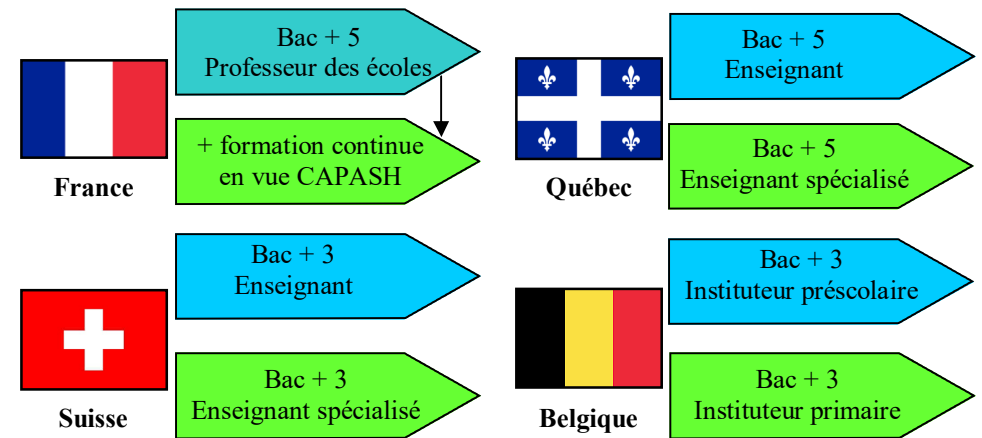 Bac + 5
Professeur des écoles
+ formation continue
en vue CAPASH
France
Bac + 5
Enseignant
Bac + 5
Enseignant spécialisé
Québec
Bac + 3
Enseignant
Bac + 3
Enseignant spécialisé
Suisse
Bac + 3
Instituteur préscolaire
Bac + 3
Instituteur primaire
Belgique